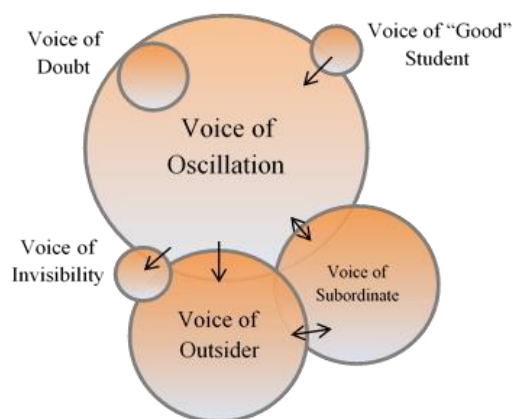 Voice of
Doubt
Voice of “Good”
Student
Voice of
Oscillation
Voice of
Invisibility
Voice of
Subordinate
Voice of
Outsider